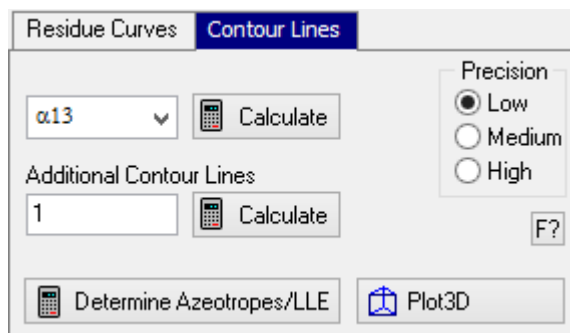 Residue Curves
Contour Lines
Precision
α13
Calculate
Low
Medium
High
Additional Contour Lines
1
Calculate
F?
Determine Azeotropes/LLE
Plot3D